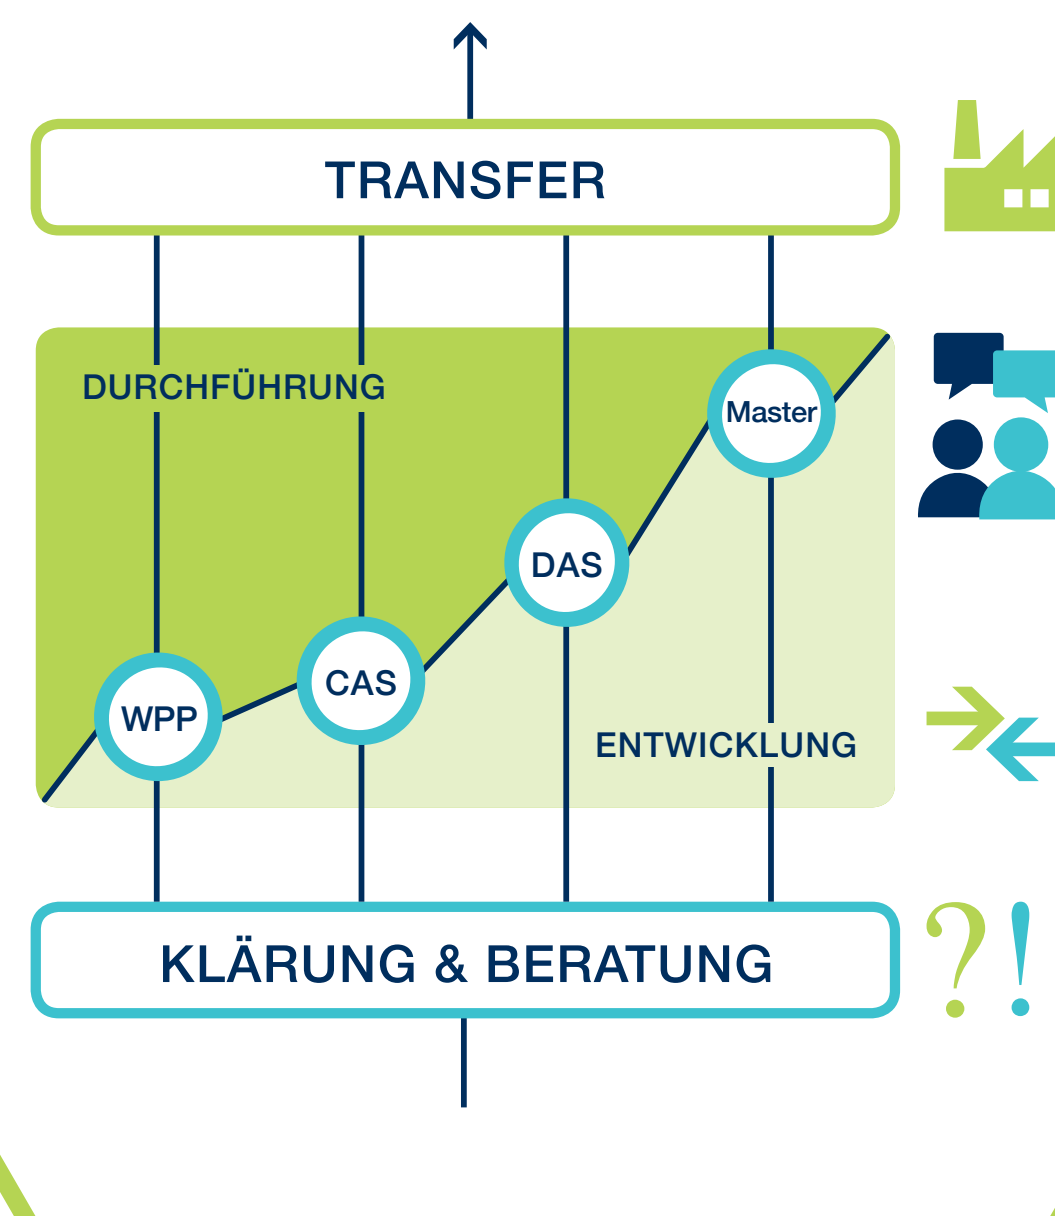 TRANSFER
DURCHFÜHRUNG
Master
DAS
CAS
WPP
ENTWICKLUNG
KLÄRUNG & BERATUNG
?!